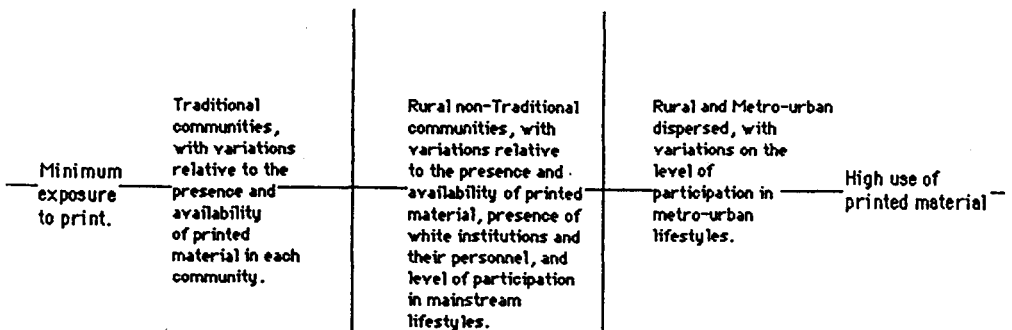 Minimum
exposure
to print.
Traditional
communities,
with variations
relative to the
presence and
availability
of printed
material in each
community.
Rural non-Traditional
communities, with
variations relative
to the presence and
availability of printed
material, presence of
white institutions and
their personnel, and
level of participation
in mainstream
lifestyles.
Rural and Metro-urban
dispersed, with
variations on the
level of
participation in
metro-urban
lifestyles.
High use of
printed material